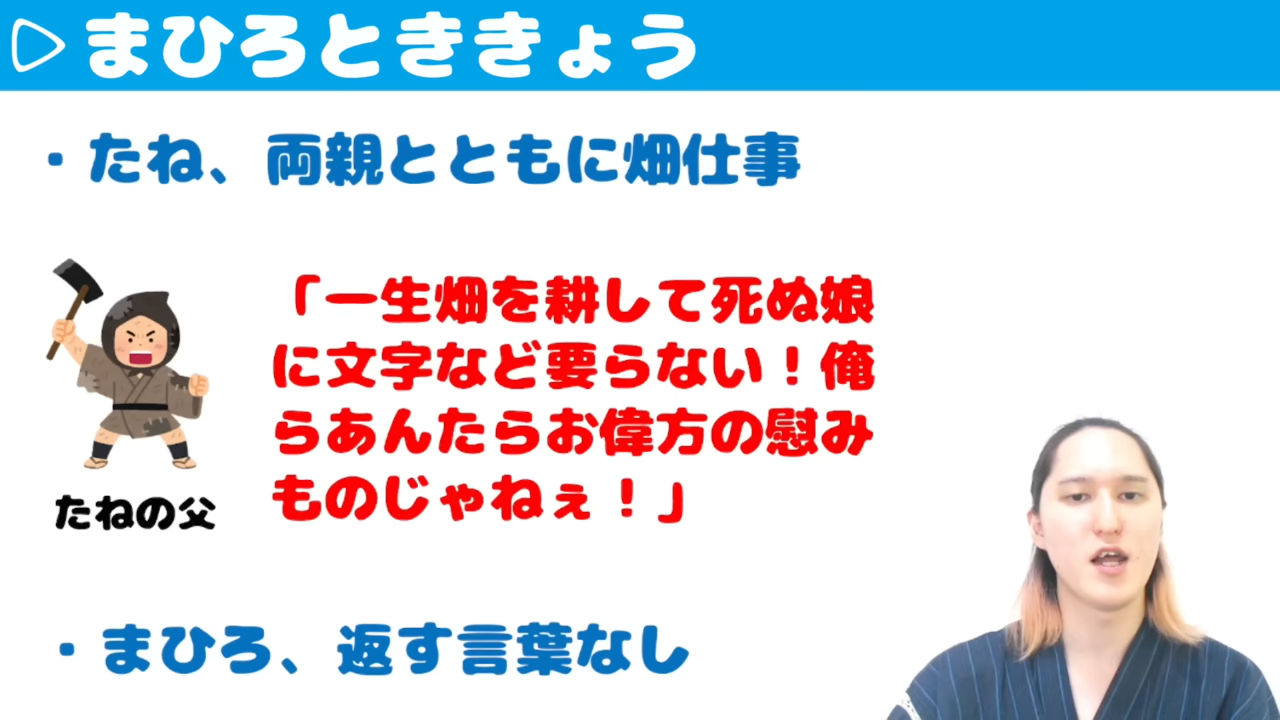 まひろとききょう
・たね、両親とともに畑仕事
「一生畑を耕して死ぬ娘
に文字など要らない！俺
らあんたらお偉方の慰み
ものじゃねぇ！」
たねの父
・まひろ、返す言葉なし